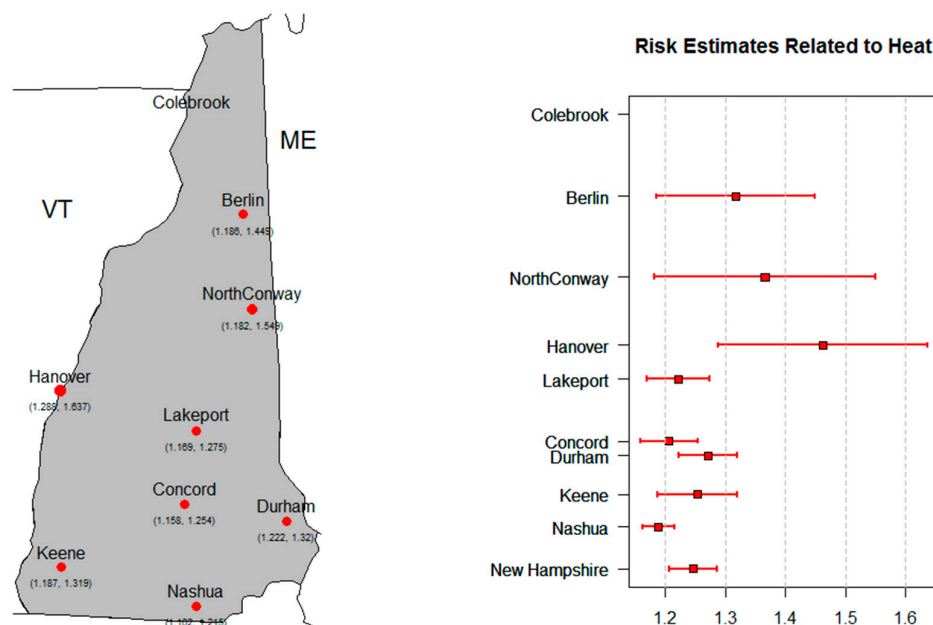 Colebrook
ME
VT
Berlin
(1.186, 1.449)
NorthConway
(1.182, 1.549)
Hanover
(1.288, 1.637)
Lakeport
(1.169, 1.275)
Concord
(1.158, 1.254)
Durham
(1.222, 1.32)
Keene
(1.187, 1.319)
Nashua
Risk Estimates Related to Heat
Colebrook
Berlin
NorthConway
Hanover
Lakeport
Concord
Durham
Keene
Nashua
New Hampshire
1.2 1.3 1.4 1.5 1.6